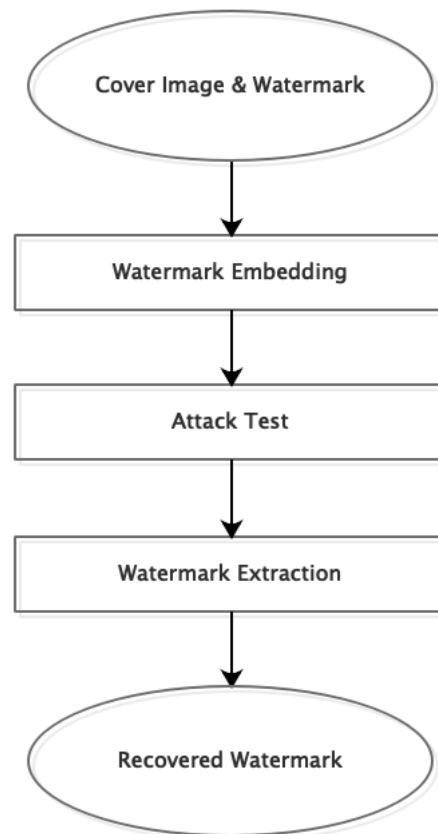 Cover Image & Watermark
Watermark Embedding
Attack Test
Watermark Extraction
Recovered Watermark